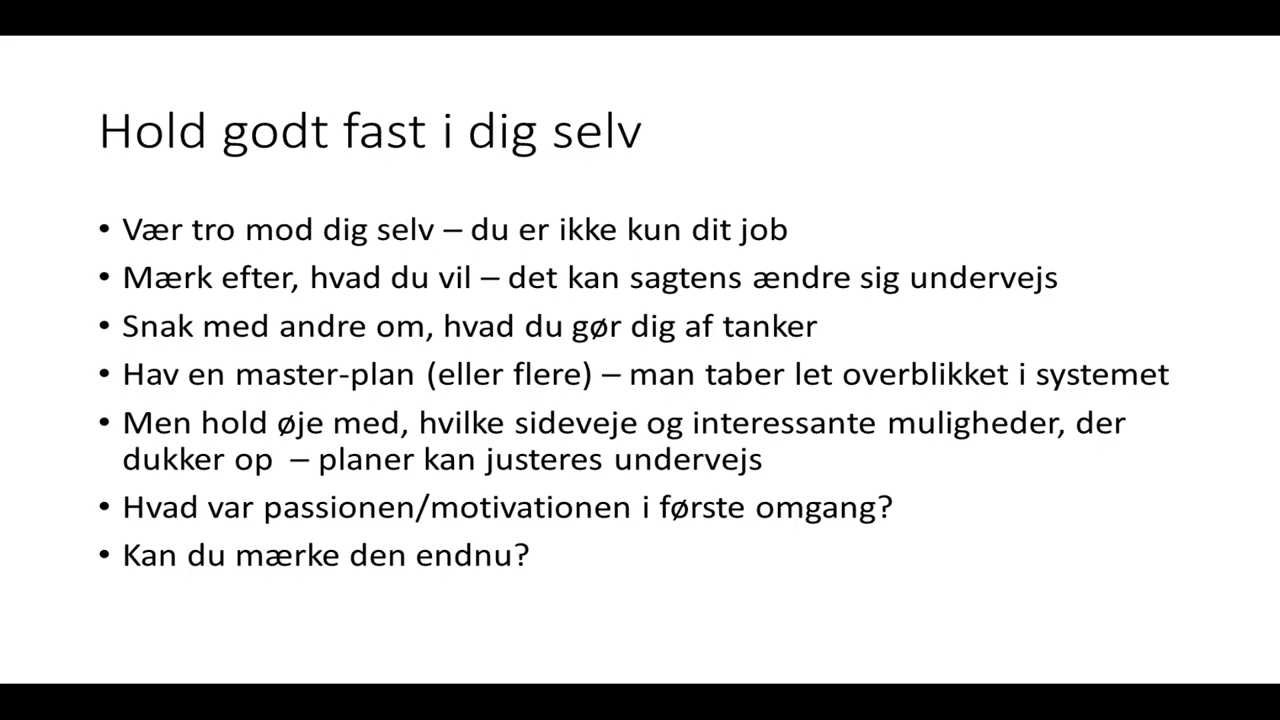 Hold godt fast i dig selv
• Vær tro mod dig selv – du er ikke kun dit job
• Mærk efter, hvad du vil – det kan sagtens ændre sig undervejs
• Snak med andre om, hvad du gør dig af tanker
• Hav en master-plan (eller flere) – man taber let overblikket i systemet
• Men hold øje med, hvilke sideveje og interessante muligheder, der
dukker op  – planer kan justeres undervejs
• Hvad var passionen/motivationen i første omgang?
• Kan du mærke den endnu?